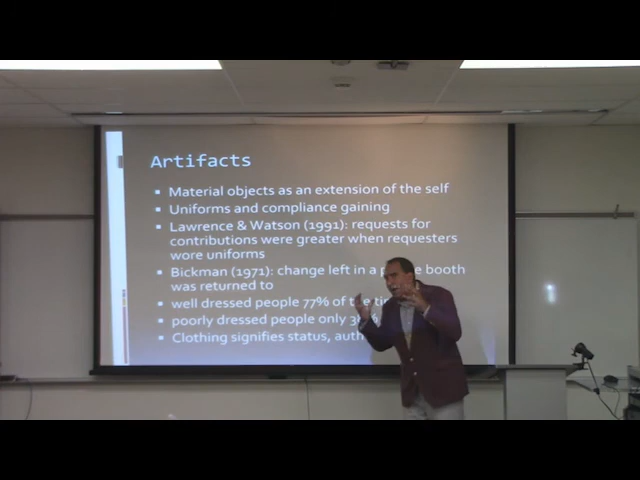 Artifacts
▪ Material objects as an extension of the self
▪ Uniforms and compliance gaining
▪ Lawrence & Watson (1991): requests for
contributions were greater when requesters
wore uniforms
▪ Bickman (1971): change left in a booth
was returned to
▪ well dressed people 77% of the
▪ poorly dressed people only
▪ Clothing signifies status,